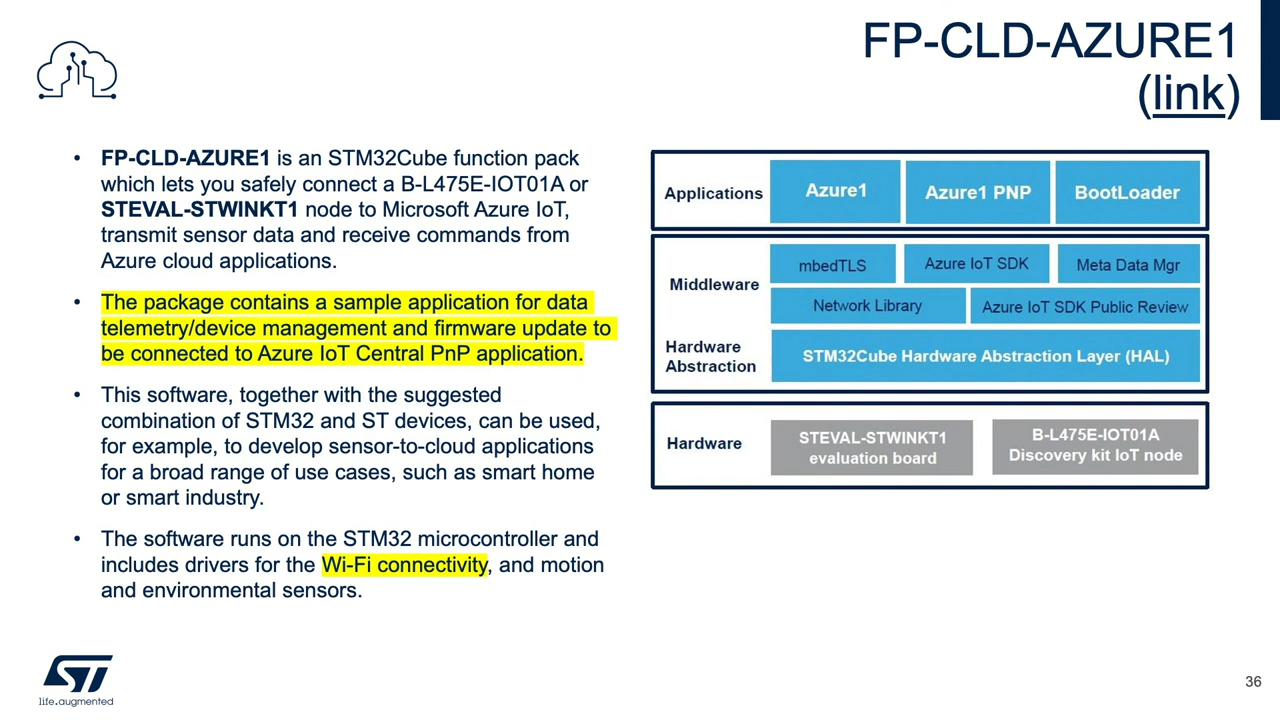 FP-CLD-AZURE1
(link)
• FP-CLD-AZURE1 is an STM32Cube function pack
which lets you safely connect a B-L475E-IOT01A or
STEVAL-STWINKT1 node to Microsoft Azure IoT,
transmit sensor data and receive commands from
Azure cloud applications.
• The package contains a sample application for data
telemetry/device management and firmware update to
be connected to Azure IoT Central PnP application.
• This software, together with the suggested
combination of STM32 and ST devices, can be used,
for example, to develop sensor-to-cloud applications
for a broad range of use cases, such as smart home
or smart industry.
• The software runs on the STM32 microcontroller and
includes drivers for the Wi-Fi connectivity, and motion
and environmental sensors.
Applications
Azure1
Azure1 PNP
BootLoader
Middleware
mbedTLS
Azure IoT SDK
Meta Data Mgr
Network Library
Azure IoT SDK Public Review
Hardware
Abstraction
STM32Cube Hardware Abstraction Layer (HAL)
Hardware
STEVAL-STWINKT1
evaluation board
B-L475E-IOT01A
Discovery kit IoT node
ST
life.augmented
36